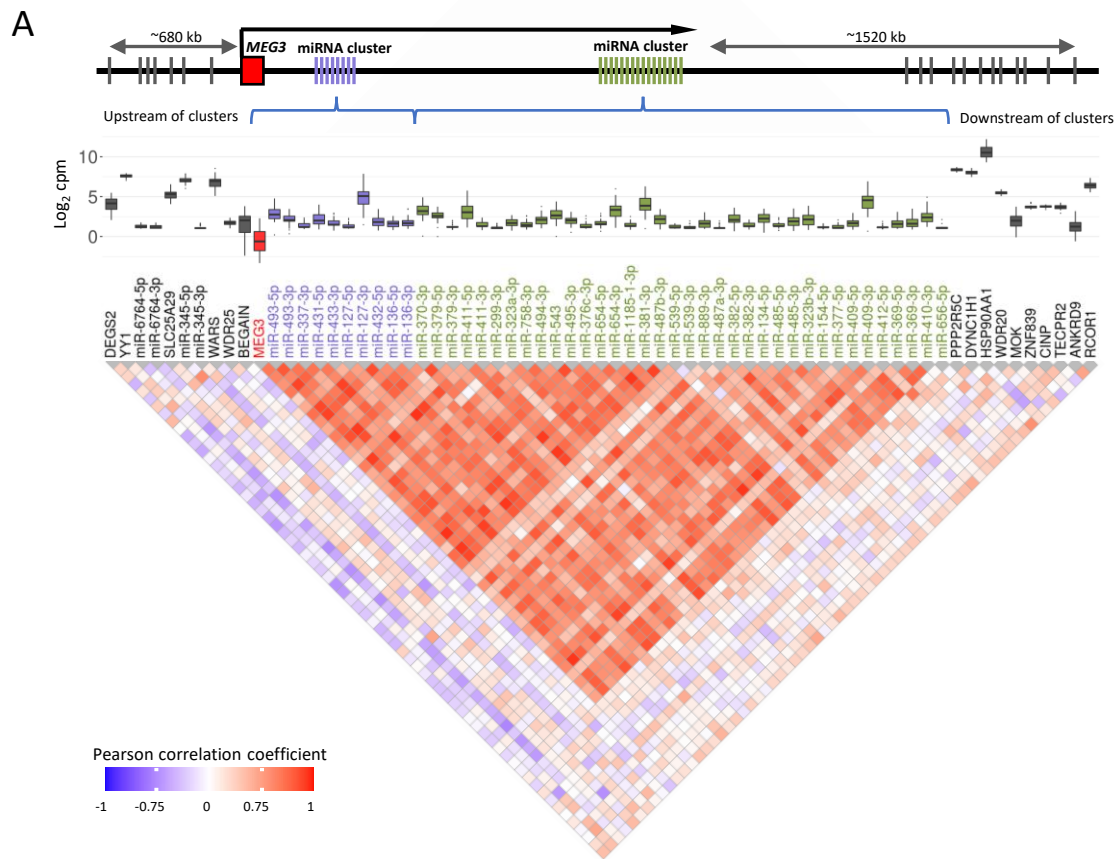 A
~680 kb
MEG3
miRNA cluster
miRNA cluster
~1520 kb
Upstream of clusters
Downstream of clusters
Log2 cpm
10
5
0
DEGS2
YY1
miR-6764-5p
miR-6764-3p
SLC25A29
miR-345-5p
miR-345-3p
WARS
WDR25
BEGAIN
MEG3
miR-493-5p
miR-493-3p
miR-337-3p
miR-431-5p
miR-433-3p
miR-127-5p
miR-127-3p
miR-432-5p
miR-136-5p
miR-136-3p
miR-370-3p
miR-379-5p
miR-379-3p
miR-411-5p
miR-411-3p
miR-299-3p
miR-323a-3p
miR-758-3p
miR-494-3p
miR-543
miR-495-3p
miR-376c-3p
miR-654-5p
miR-654-3p
miR-1185-1-3p
miR-381-3p
miR-487b-3p
miR-539-5p
miR-539-3p
miR-889-3p
miR-487a-3p
miR-382-5p
miR-382-3p
miR-134-5p
miR-485-5p
miR-485-3p
miR-323b-3p
miR-154-5p
miR-377-5p
miR-409-5p
miR-409-3p
miR-412-5p
miR-369-5p
miR-369-3p
miR-410-3p
miR-656-3p
PPP2R5C
DYNC1H1
HSP90AA1
WDR20
MOK
ZNF839
CINP
TECPR2
ANKRD9
RCOR1
Pearson correlation coefficient
-1 -0.75 0 0.75 1